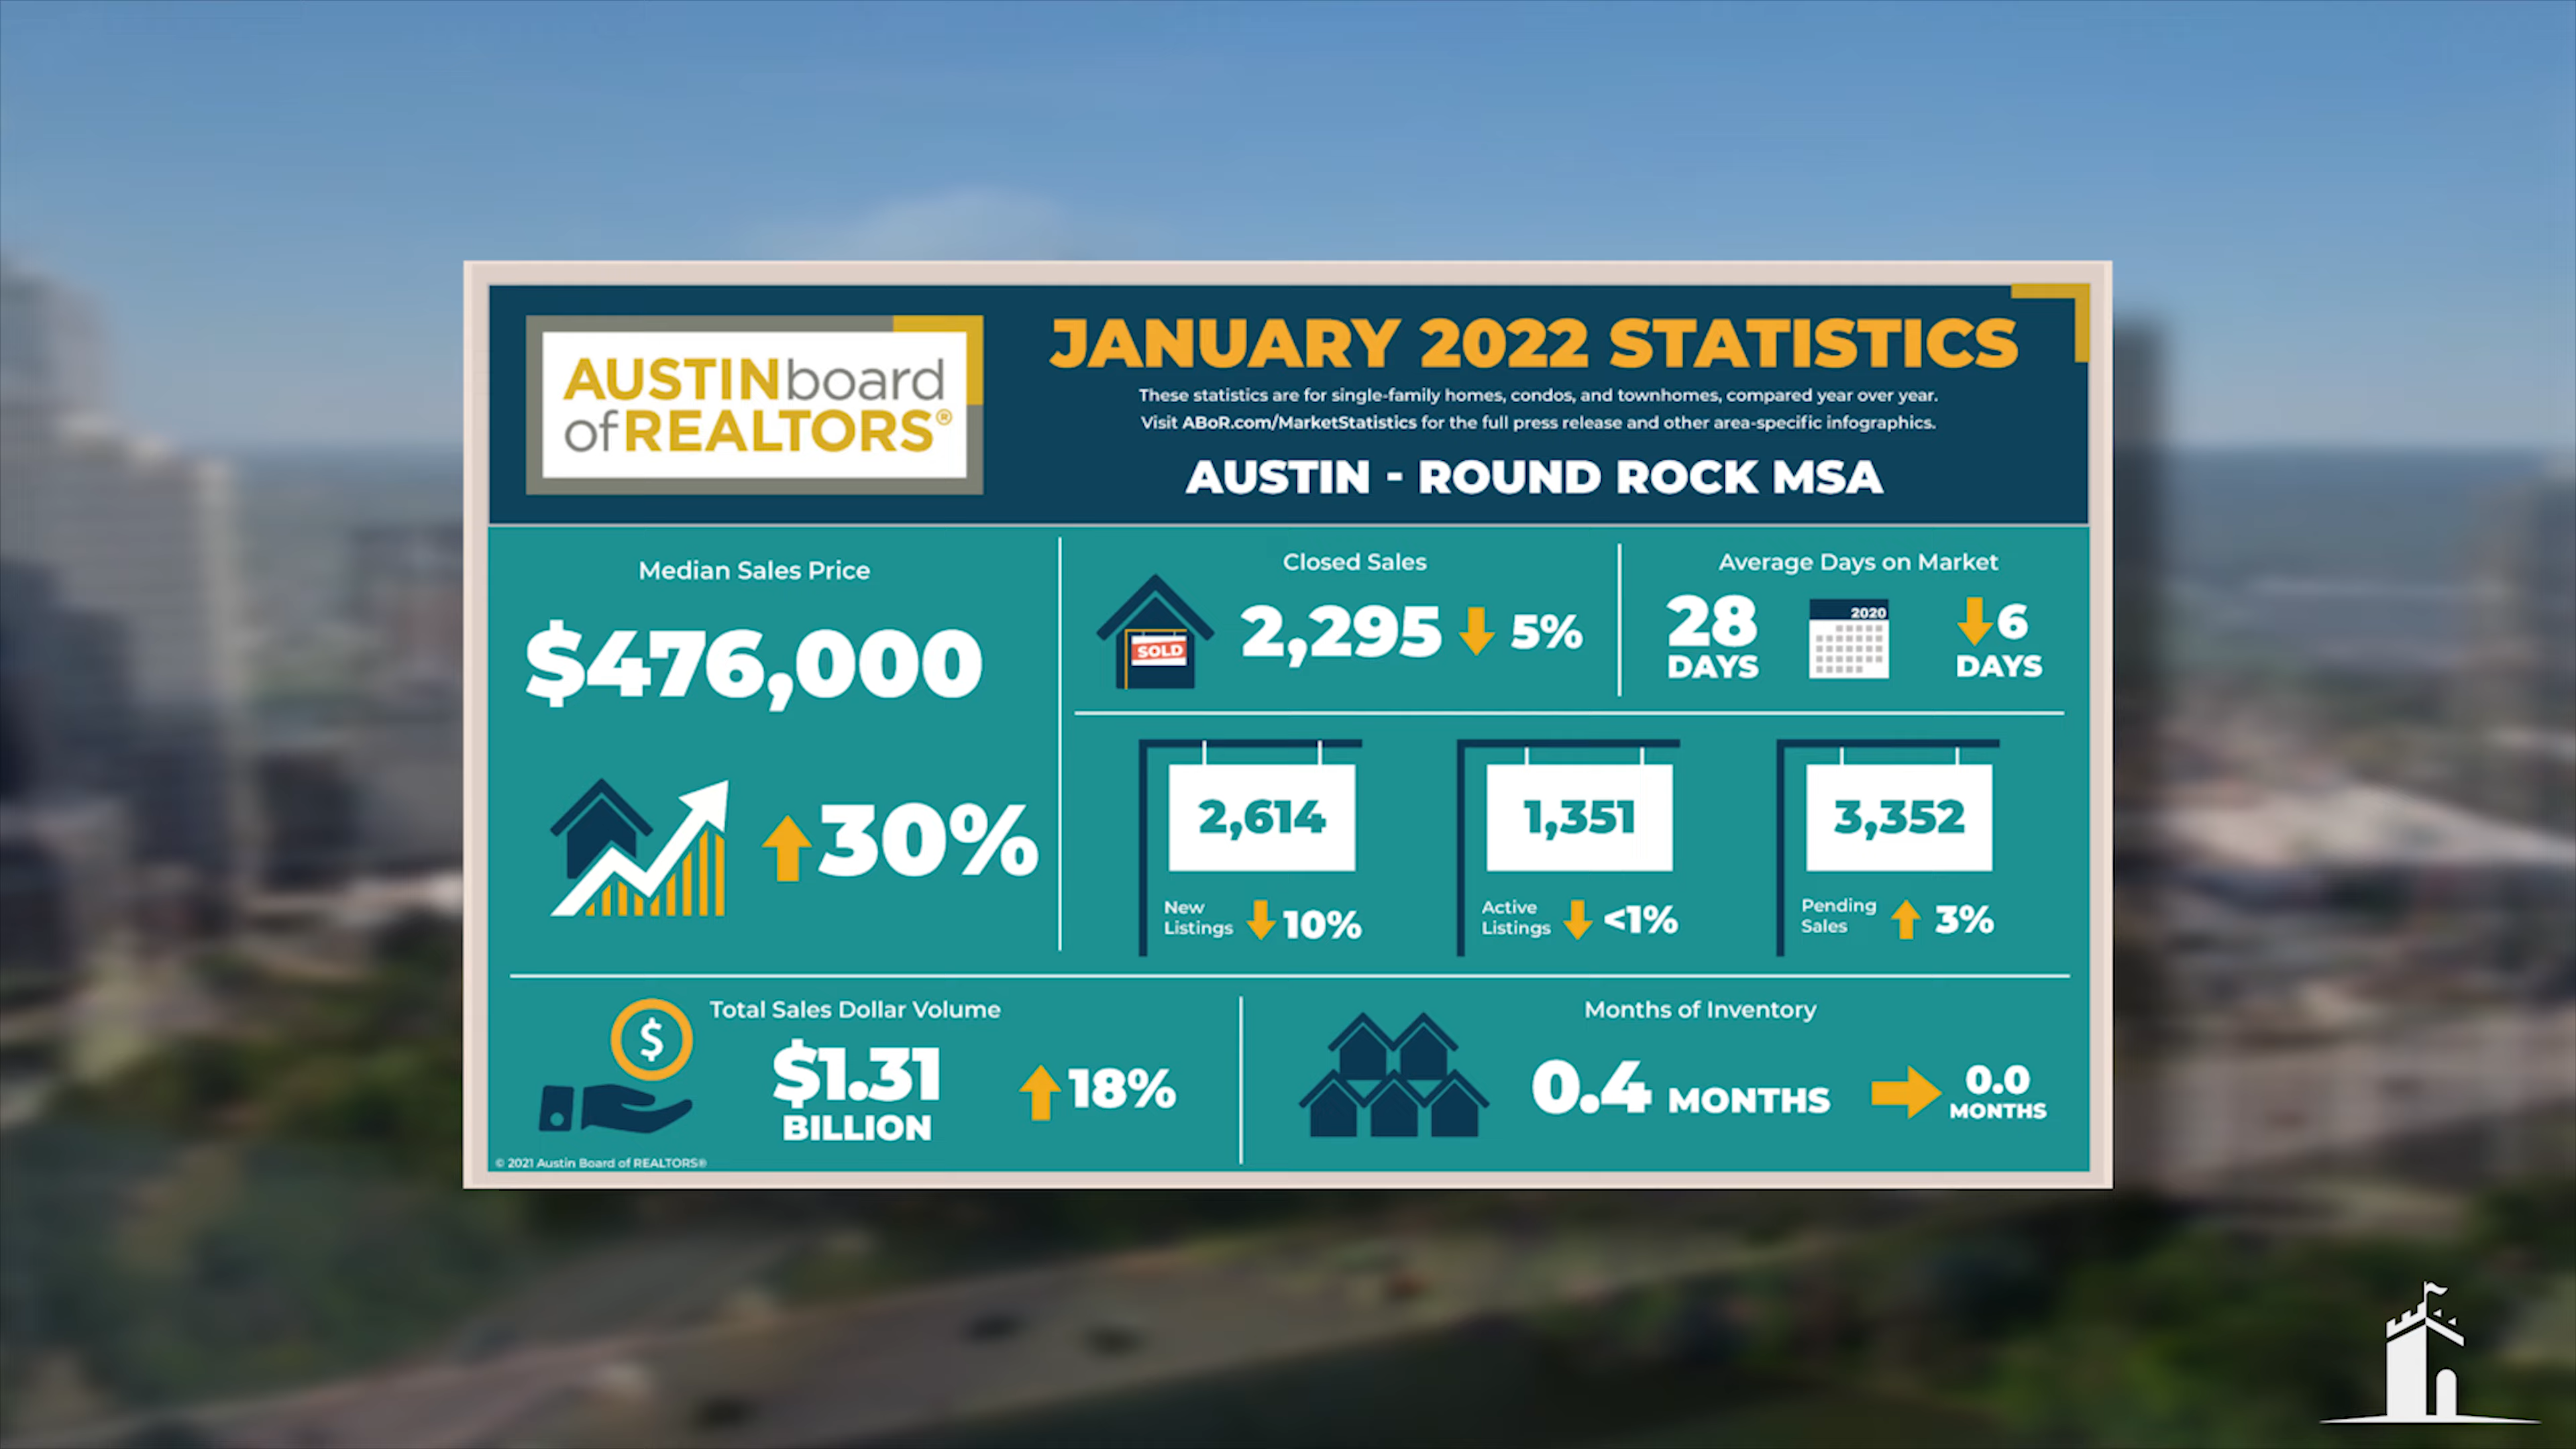 AUSTINboard
ofREALTORS®
JANUARY 2022 STATISTICS
These statistics are for single-family homes, condos, and townhomes, compared year over year.
Visit ABoR.com/MarketStatistics for the full press release and other area-specific infographics.
AUSTIN - ROUND ROCK MSA
Median Sales Price
$476,000
30%
Closed Sales
SOLD
2,295 5%
Average Days on Market
28
DAYS
2020
6
DAYS
2,614
New
Listings
10%
1,351
Active
Listings
<1%
3,352
Pending
Sales
3%
Total Sales Dollar Volume
$
$1.31
BILLION
18%
Months of Inventory
0.4 MONTHS
0.0
MONTHS
© 2021 Austin Board of REALTORS®